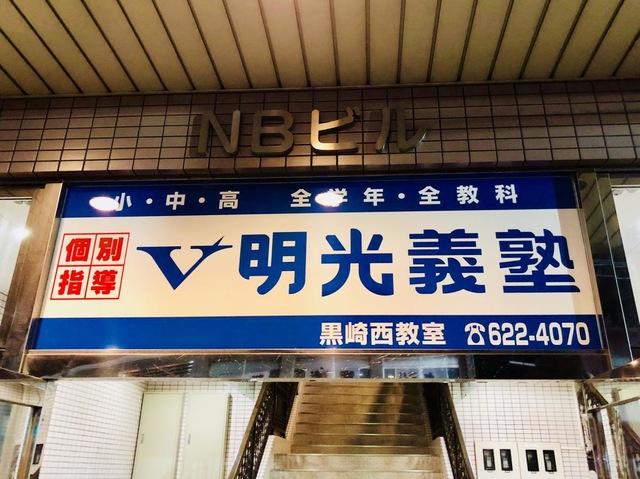 NBビル
小・中・高 全学年・全教科
個別
指導
明光義塾
黒崎西教室 ☎622-4070